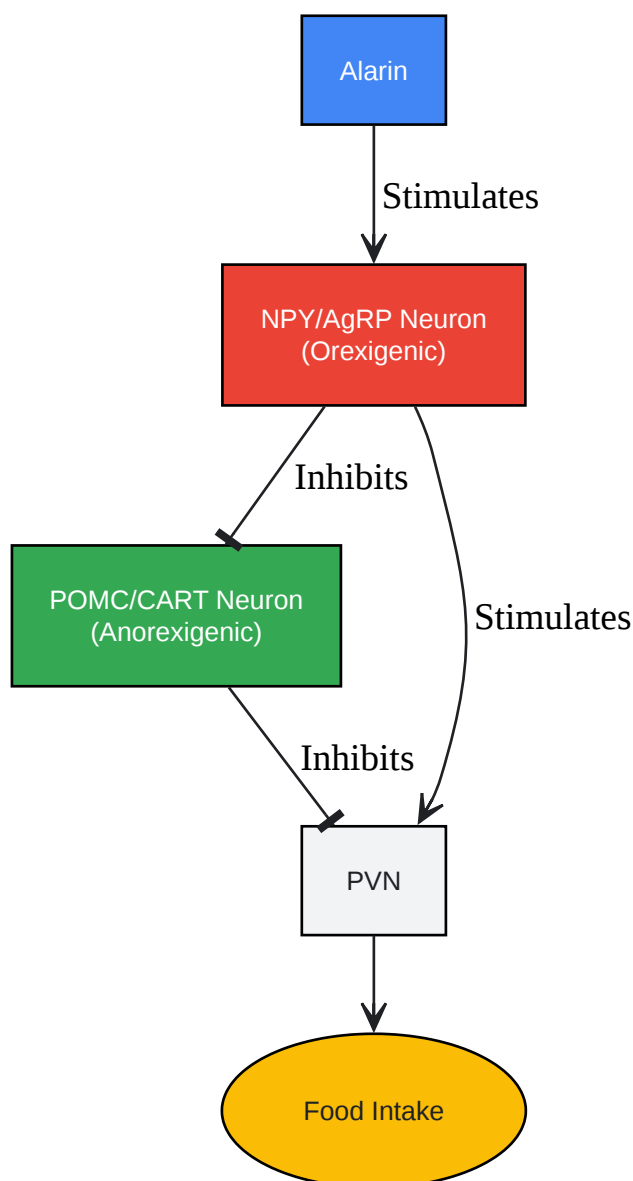 Alarin
Stimulates
NPY/AgRP Neuron
(Orexigenic)
Inhibits
POMC/CART Neuron
(Anorexigenic)
Stimulates
Inhibits
PVN
Food Intake